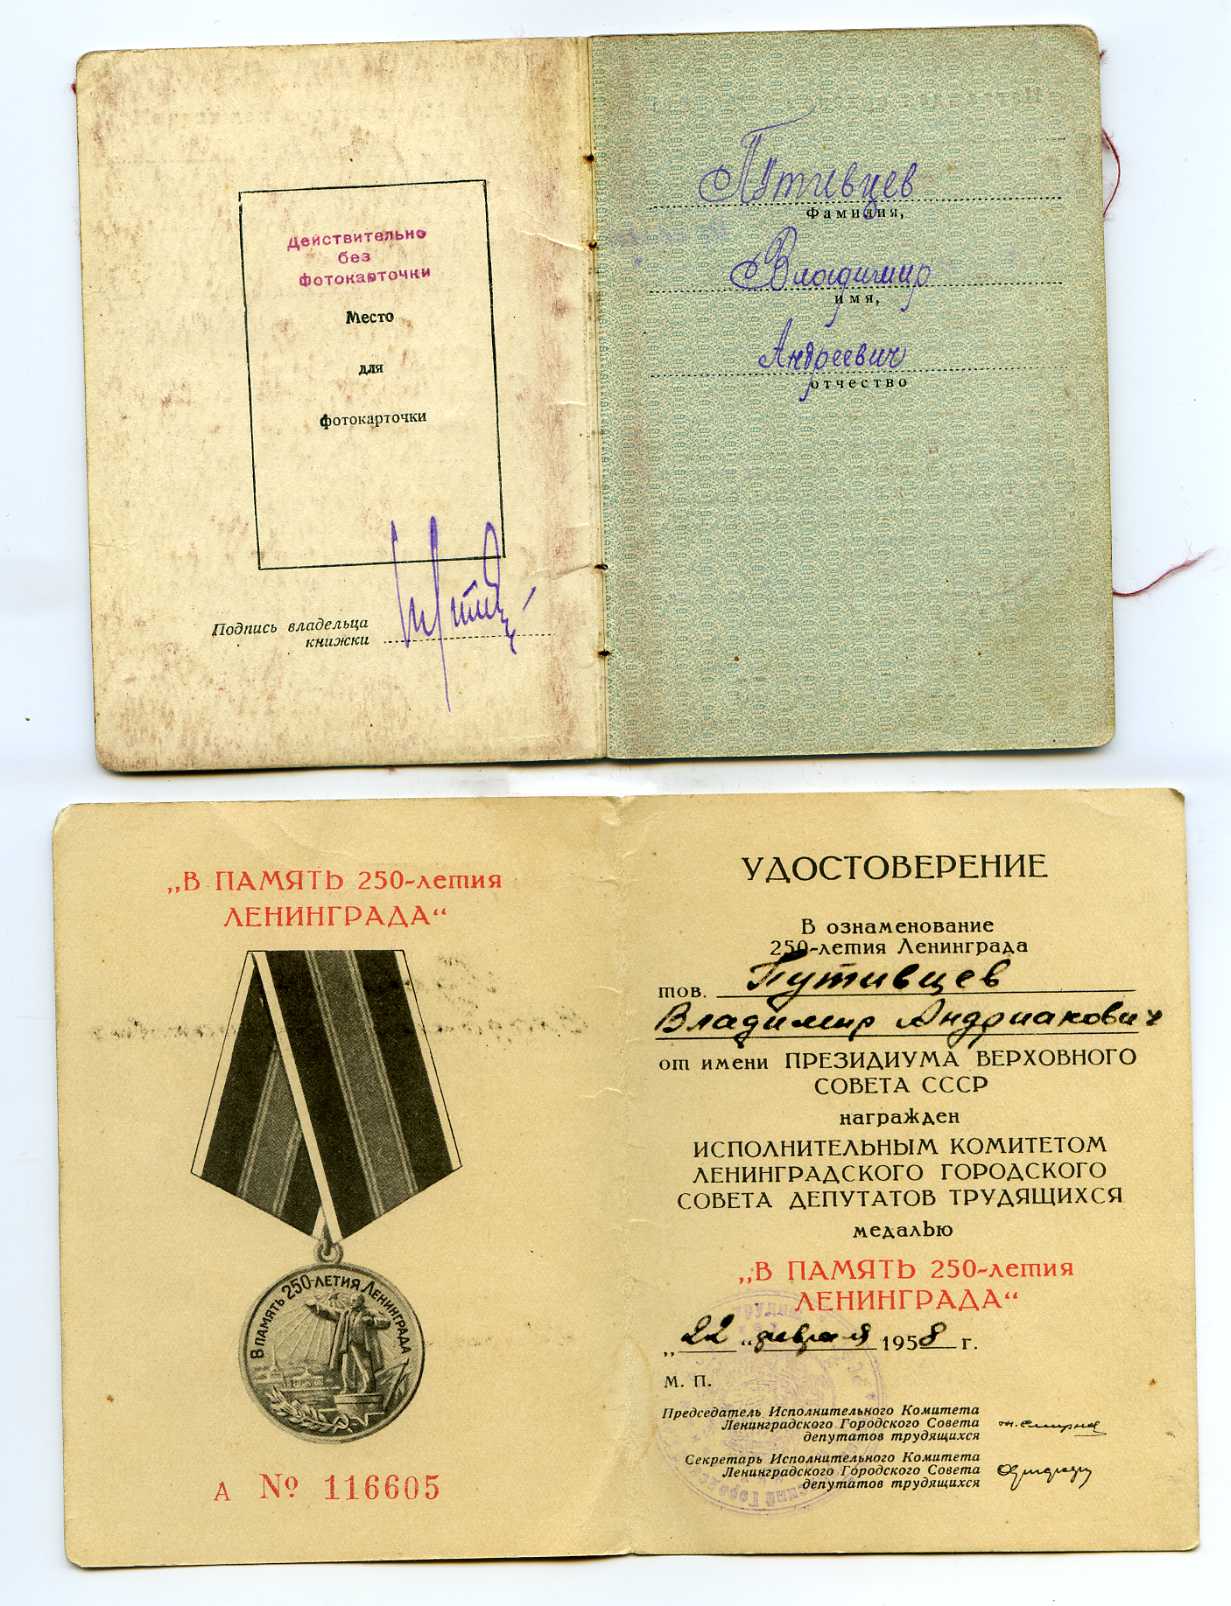 Действительно
без
фотокарточки
Место
для
фотокарточки
Подпись владельца
книжки
Путивцев
Фамилия,
Владимир
имя,
Андреевич
отчество
„В ПАМЯТЬ 250-летия
ЛЕНИНГРАДА“
В ПАМЯТЬ 250-ЛЕТИЯ ЛЕНИНГРАДА
А № 116605
УДОСТОВЕРЕНИЕ
В ознаменование
250-летия Ленинграда
тов. Путивцев
Владимир Андрианович
от имени ПРЕЗИДИУМА ВЕРХОВНОГО
СОВЕТА СССР
награжден
ИСПОЛНИТЕЛЬНЫМ КОМИТЕТОМ
ЛЕНИНГРАДСКОГО ГОРОДСКОГО
СОВЕТА ДЕПУТАТОВ ТРУДЯЩИХСЯ
медалью
„В ПАМЯТЬ 250-летия
ЛЕНИНГРАДА“
„22“ февраля 1958 г.
М. П.
Председатель Исполнительного Комитета
Ленинградского Городского Совета
депутатов трудящихся
Секретарь Исполнительного Комитета
Ленинградского Городского Совета
депутатов трудящихся